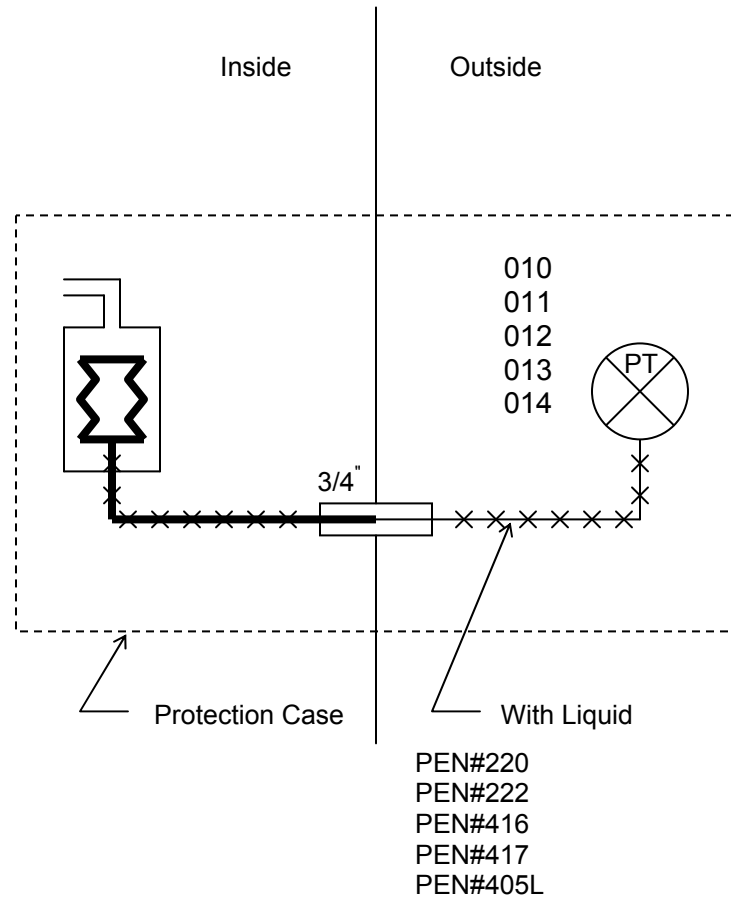 Inside
Outside
010
011
012
013
014
PT
3/4"
Protection Case
With Liquid
PEN#220
PEN#222
PEN#416
PEN#417
PEN#405L